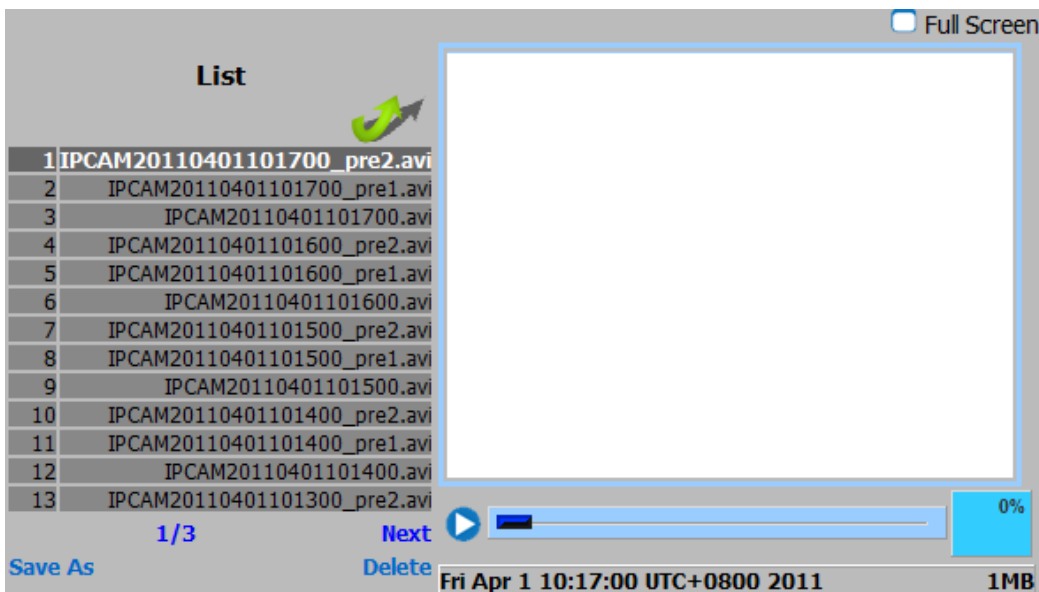 Full Screen
List
1 IPCAM20110401101700_pre2.avi
2 IPCAM20110401101700_pre1.avi
3 IPCAM20110401101700.avi
4 IPCAM20110401101600_pre2.avi
5 IPCAM20110401101600_pre1.avi
6 IPCAM20110401101600.avi
7 IPCAM20110401101500_pre2.avi
8 IPCAM20110401101500_pre1.avi
9 IPCAM20110401101500.avi
10 IPCAM20110401101400_pre2.avi
11 IPCAM20110401101400_pre1.avi
12 IPCAM20110401101400.avi
13 IPCAM20110401101300_pre2.avi
1/3 Next
Save As Delete
0%
Fri Apr 1 10:17:00 UTC+0800 2011 1MB